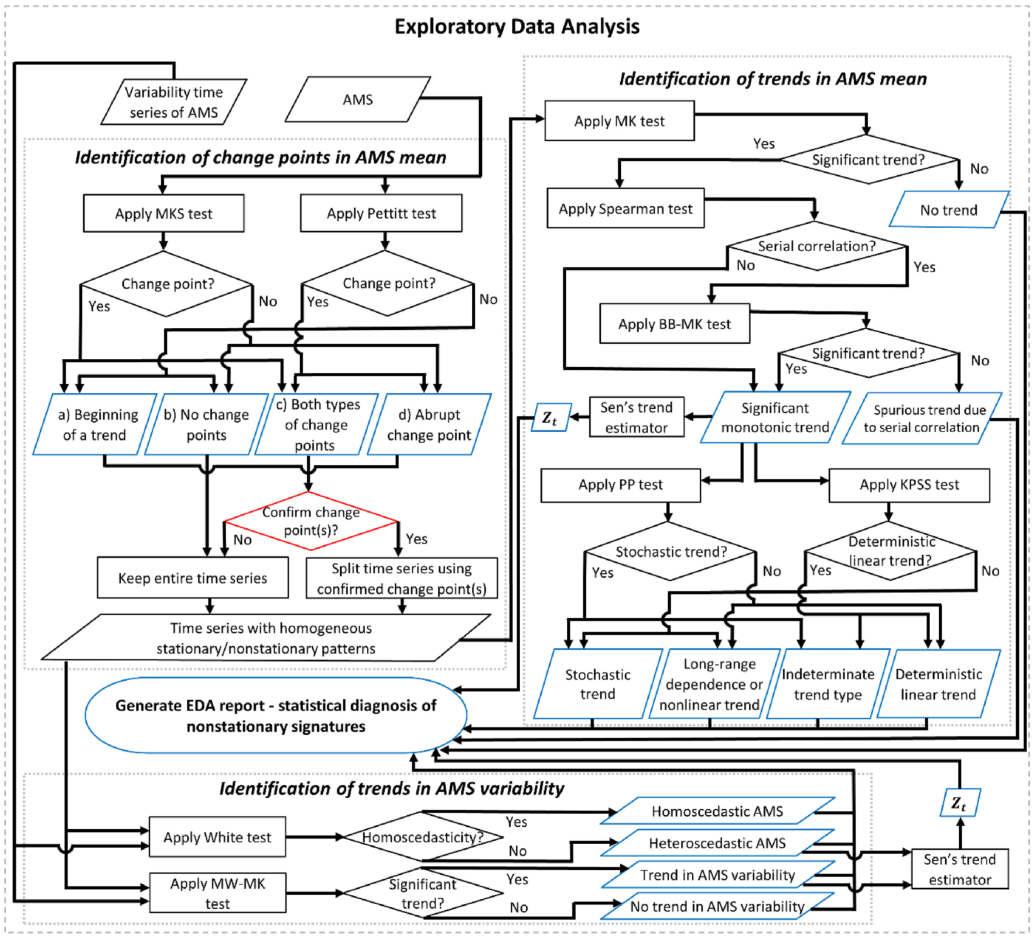 Exploratory Data Analysis
Variability time
series of AMS
AMS
Identification of change points in AMS mean
Apply MKS test
Apply Pettitt test
Change point?
Change point?
Yes
No
Yes
No
a) Beginning
of a trend
b) No change
points
c) Both types
of change
points
d) Abrupt
change point
Confirm change
point(s)?
No
Yes
Keep entire time series
Split time series using
confirmed change point(s)
Time series with homogeneous
stationary/nonstationary patterns
Identification of trends in AMS mean
Apply MK test
Significant trend?
Yes
No
No trend
Apply Spearman test
Serial correlation?
No
Yes
Apply BB-MK test
Significant trend?
Yes
No
Zt
Sen's trend
estimator
Significant
monotonic trend
Spurious trend due
to serial correlation
Apply PP test
Apply KPSS test
Stochastic trend?
Deterministic
linear trend?
Yes
No
Yes
No
Stochastic
trend
Long-range
dependence or
nonlinear trend
Indeterminate
trend type
Deterministic
linear trend
Generate EDA report - statistical diagnosis of
nonstationary signatures
Identification of trends in AMS variability
Apply White test
Homoscedasticity?
Yes
No
Homoscedastic AMS
Heteroscedastic AMS
Apply MW-MK
test
Significant
trend?
Yes
No
Trend in AMS variability
No trend in AMS variability
Zt
Sen's trend
estimator